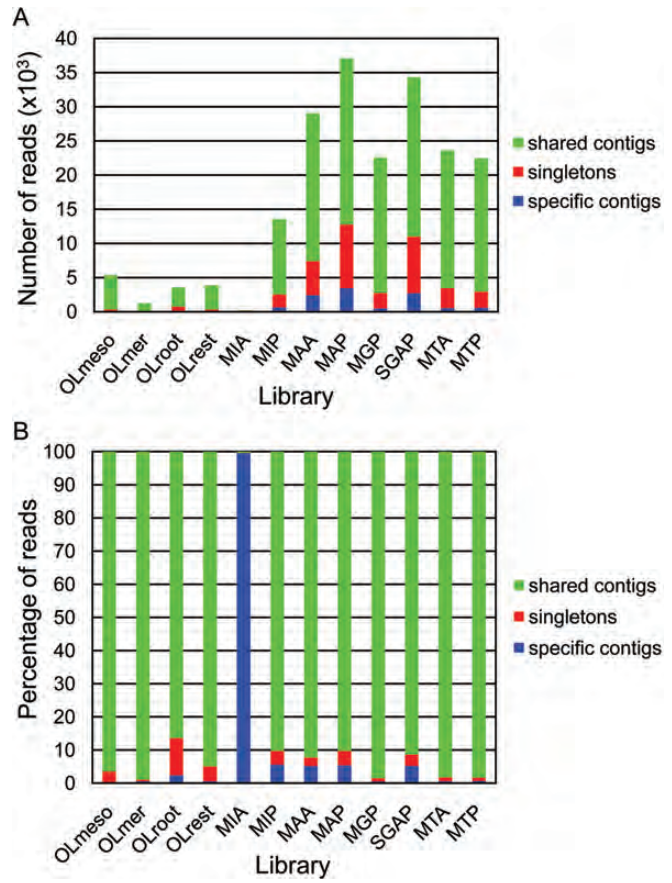 A
Number of reads (x10³)
40
35
30
25
20
15
10
5
0
shared contigs
singletons
specific contigs
OLmeso
OLmer
OLroot
OLrest
MIA
MIP
MAA
MAP
MGP
SGAP
MTA
MTP
Library
B
Percentage of reads
100
90
80
70
60
50
40
30
20
10
0
shared contigs
singletons
specific contigs
OLmeso
OLmer
OLroot
OLrest
MIA
MIP
MAA
MAP
MGP
SGAP
MTA
MTP
Library